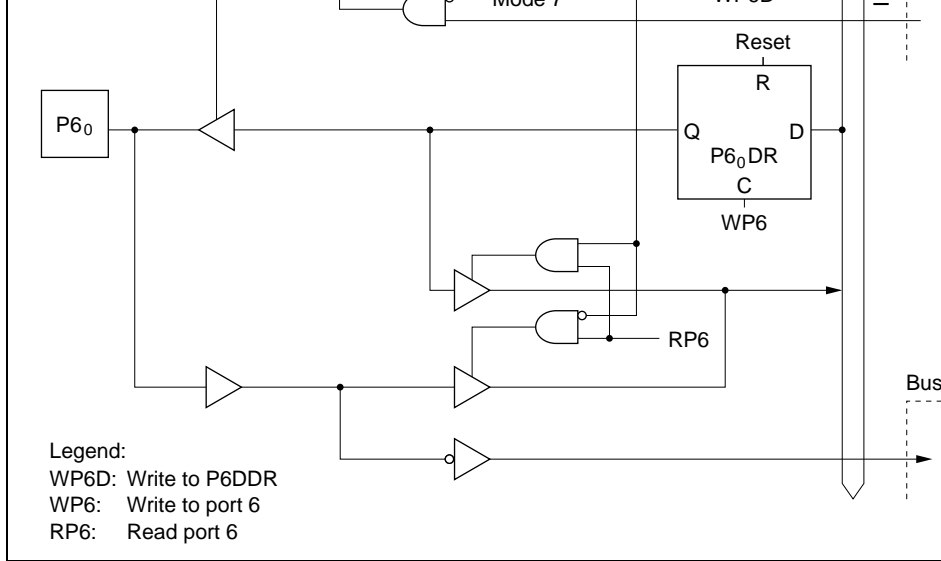 Mode 7
Reset
R
P6₀
Q
D
P6₀DR
C
WP6
RP6
Bus
Legend:
WP6D: Write to P6DDR
WP6: Write to port 6
RP6: Read port 6